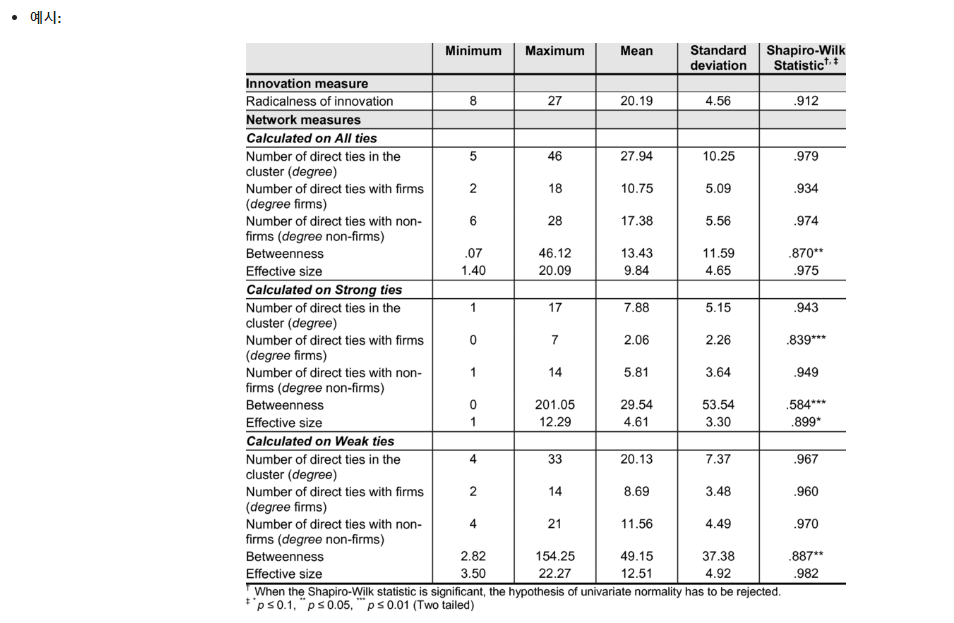 • 예시:
Minimum Maximum Mean Standard deviation Shapiro-Wilk Statistic†, ‡
Innovation measure
Radicalness of innovation 8 27 20.19 4.56 .912
Network measures
Calculated on All ties
Number of direct ties in the cluster (degree) 5 46 27.94 10.25 .979
Number of direct ties with firms (degree firms) 2 18 10.75 5.09 .934
Number of direct ties with non-firms (degree non-firms) 6 28 17.38 5.56 .974
Betweenness .07 46.12 13.43 11.59 .870**
Effective size 1.40 20.09 9.84 4.65 .975
Calculated on Strong ties
Number of direct ties in the cluster (degree) 1 17 7.88 5.15 .943
Number of direct ties with firms (degree firms) 0 7 2.06 2.26 .839***
Number of direct ties with non-firms (degree non-firms) 1 14 5.81 3.64 .949
Betweenness 0 201.05 29.54 53.54 .584***
Effective size 1 12.29 4.61 3.30 .899*
Calculated on Weak ties
Number of direct ties in the cluster (degree) 4 33 20.13 7.37 .967
Number of direct ties with firms (degree firms) 2 14 8.69 3.48 .960
Number of direct ties with non-firms (degree non-firms) 4 21 11.56 4.49 .970
Betweenness 2.82 154.25 49.15 37.38 .887**
Effective size 3.50 22.27 12.51 4.92 .982
† When the Shapiro-Wilk statistic is significant, the hypothesis of univariate normality has to be rejected.
‡ * p ≤ 0.1, ** p ≤ 0.05, *** p ≤ 0.01 (Two tailed)